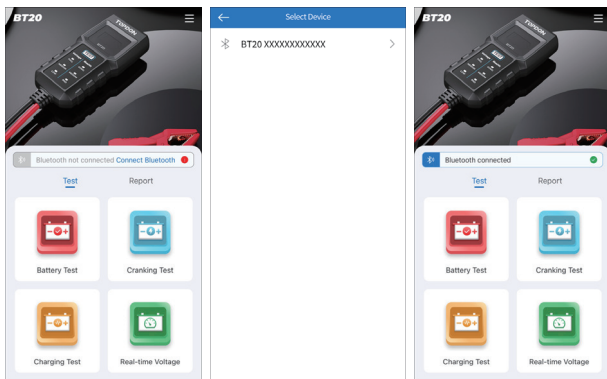 BT20
TOPDON
Bluetooth not connected Connect Bluetooth
Test Report
Battery Test Cranking Test
Charging Test Real-time Voltage
Select Device
BT20 XXXXXXXXXXXX
BT20
TOPDON
Bluetooth connected
Test Report
Battery Test Cranking Test
Charging Test Real-time Voltage